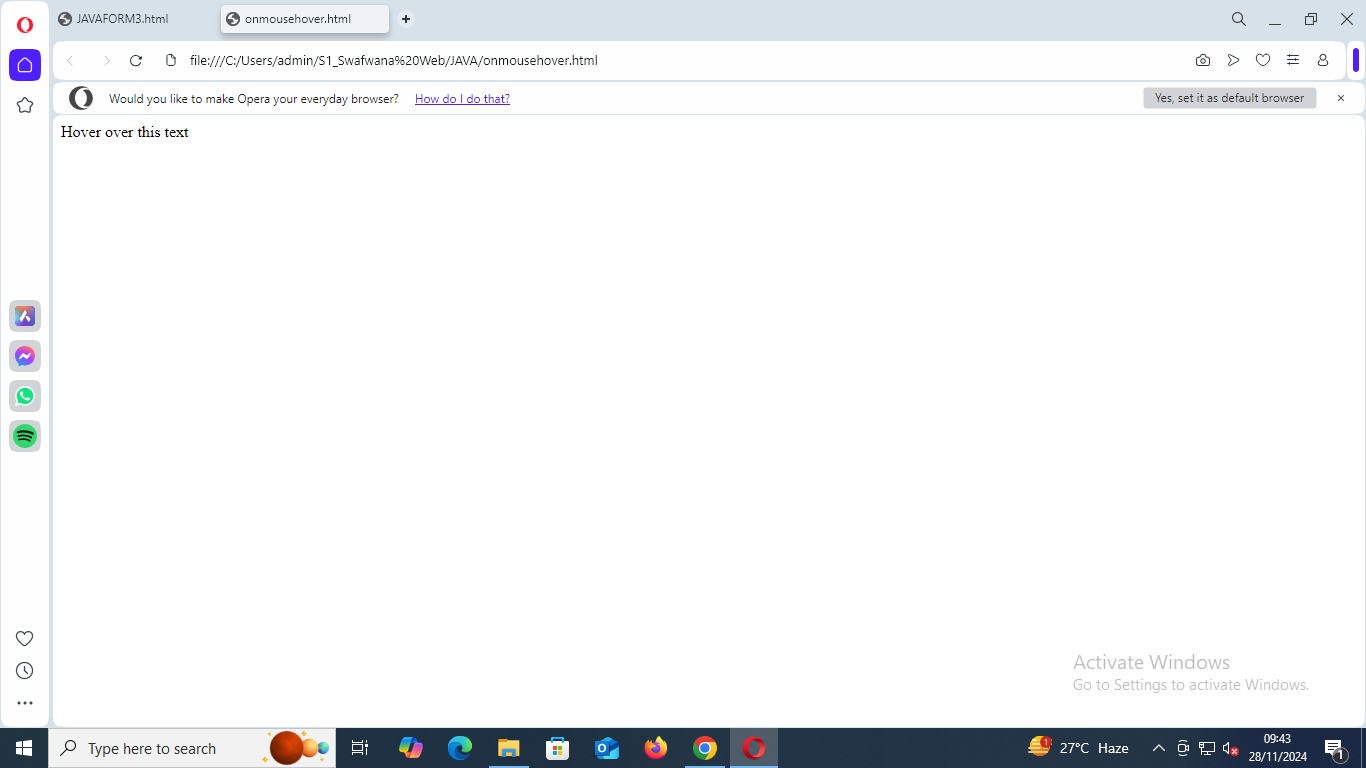 JAVAFORM3.html
onmousehover.html
file:///C:/Users/admin/S1_Swafwana%20Web/JAVA/onmousehover.html
Would you like to make Opera your everyday browser? How do I do that? Yes, set it as default browser
Hover over this text
Activate Windows
Go to Settings to activate Windows.
Type here to search
27°C Haze
09:43
28/11/2024
1
1